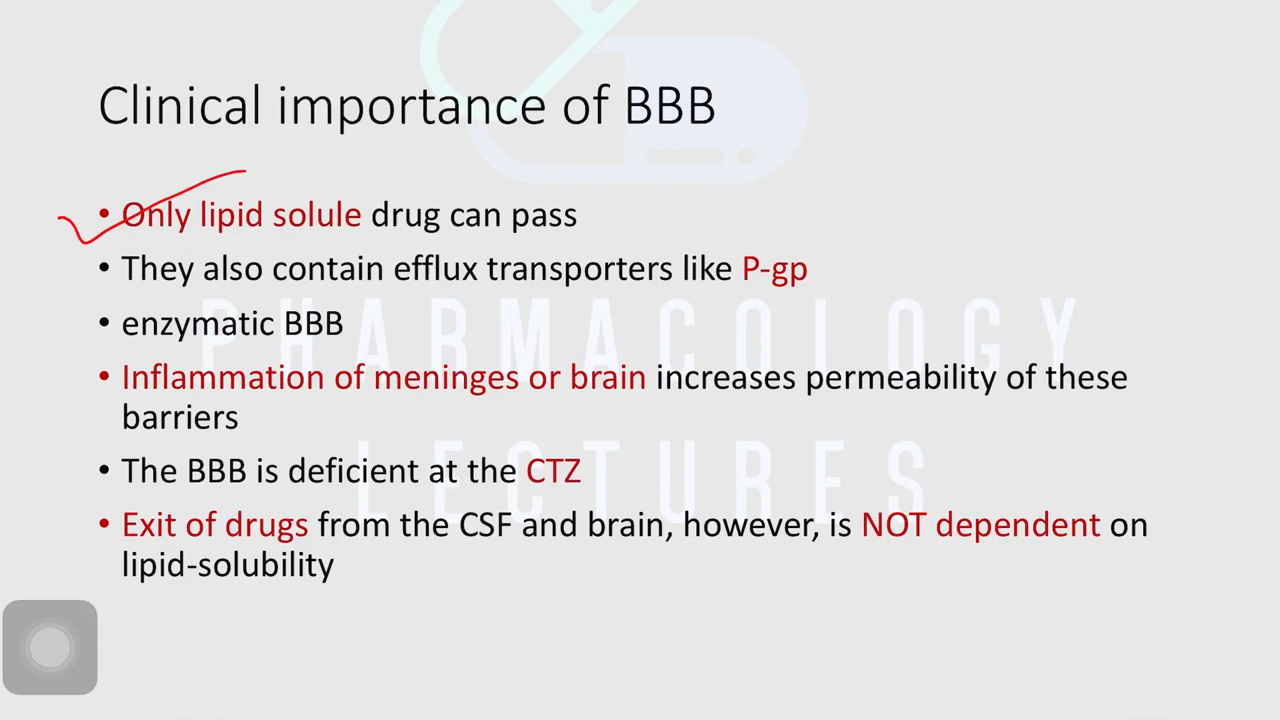 Clinical importance of BBB
• Only lipid solule drug can pass
• They also contain efflux transporters like P-gp
• enzymatic BBB
• Inflammation of meninges or brain increases permeability of these
barriers
• The BBB is deficient at the CTZ
• Exit of drugs from the CSF and brain, however, is NOT dependent on
lipid-solubility
PHARMACOLOGY
LECTURES